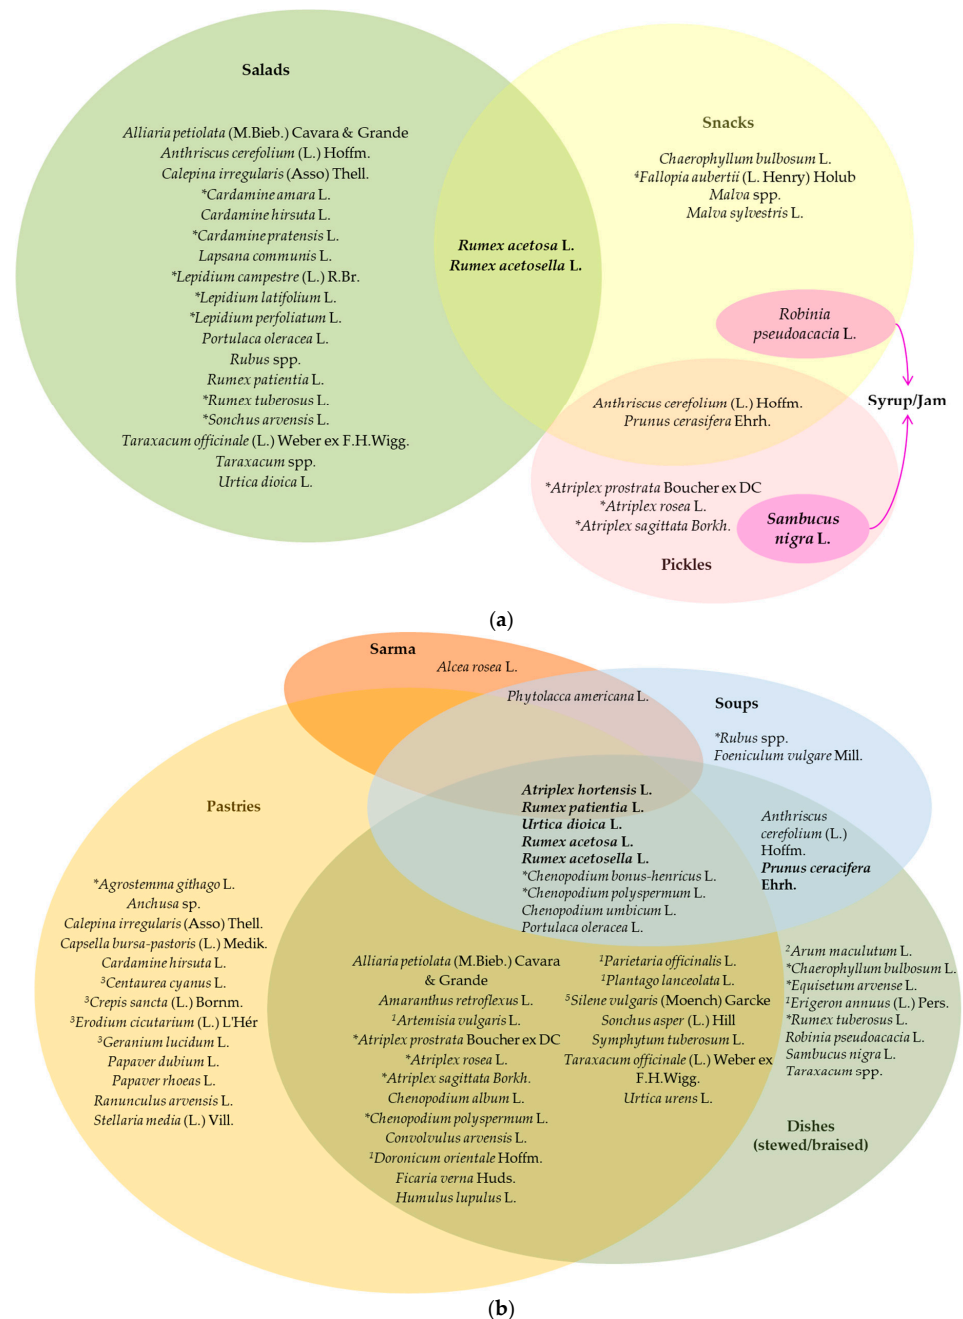 Salads
Alliaria petiolata (M.Bieb.) Cavara & Grande
Anthriscus cerefolium (L.) Hoffm.
Calepina irregularis (Asso) Thell.
*Cardamine amara L.
Cardamine hirsuta L.
*Cardamine pratensis L.
Lapsana communis L.
*Lepidium campestre (L.) R.Br.
*Lepidium latifolium L.
*Lepidium perfoliatum L.
Portulaca oleracea L.
Rubus spp.
Rumex patientia L.
*Rumex tuberosus L.
*Sonchus arvensis L.
Taraxacum officinale (L.) Weber ex F.H.Wigg.
Taraxacum spp.
Urtica dioica L.
Rumex acetosa L.
Rumex acetosella L.
Snacks
Chaerophyllum bulbosum L.
⁴Fallopia aubertii (L. Henry) Holub
Malva spp.
Malva sylvestris L.
Robinia
pseudoacacia L.
Syrup/Jam
Anthriscus cerefolium (L.) Hoffm.
Prunus cerasifera Ehrh.
*Atriplex prostrata Boucher ex DC
*Atriplex rosea L.
*Atriplex sagittata Borkh.
Sambucus
nigra L.
Pickles
(a)
Sarma
Alcea rosea L.
Phytolacca americana L.
Soups
*Rubus spp.
Foeniculum vulgare Mill.
Anthriscus
cerefolium (L.)
Hoffm.
Prunus ceracifera
Ehrh.
Atriplex hortensis L.
Rumex patientia L.
Urtica dioica L.
Rumex acetosa L.
Rumex acetosella L.
*Chenopodium bonus-henricus L.
*Chenopodium polyspermum L.
Chenopodium umbicum L.
Portulaca oleracea L.
Pastries
*Agrostemma githago L.
Anchusa sp.
Calepina irregularis (Asso) Thell.
Capsella bursa-pastoris (L.) Medik.
Cardamine hirsuta L.
³Centaurea cyanus L.
³Crepis sancta (L.) Bornm.
³Erodium cicutarium (L.) L'Hér
³Geranium lucidum L.
Papaver dubium L.
Papaver rhoeas L.
Ranunculus arvensis L.
Stellaria media (L.) Vill.
Alliaria petiolata (M.Bieb.) Cavara
& Grande
Amaranthus retroflexus L.
¹Artemisia vulgaris L.
*Atriplex prostrata Boucher ex DC
*Atriplex rosea L.
*Atriplex sagittata Borkh.
Chenopodium album L.
*Chenopodium polyspermum L.
Convolvulus arvensis L.
¹Doronicum orientale Hoffm.
Ficaria verna Huds.
Humulus lupulus L.
¹Parietaria officinalis L.
¹Plantago lanceolata L.
⁵Silene vulgaris (Moench) Garcke
Sonchus asper (L.) Hill
Symphytum tuberosum L.
Taraxacum officinale (L.) Weber ex
F.H.Wigg.
Urtica urens L.
²Arum maculutum L.
*Chaerophyllum bulbosum L.
*Equisetum arvense L.
¹Erigeron annuus (L.) Pers.
*Rumex tuberosus L.
Robinia pseudoacacia L.
Sambucus nigra L.
Taraxacum spp.
Dishes
(stewed/braised)
(b)